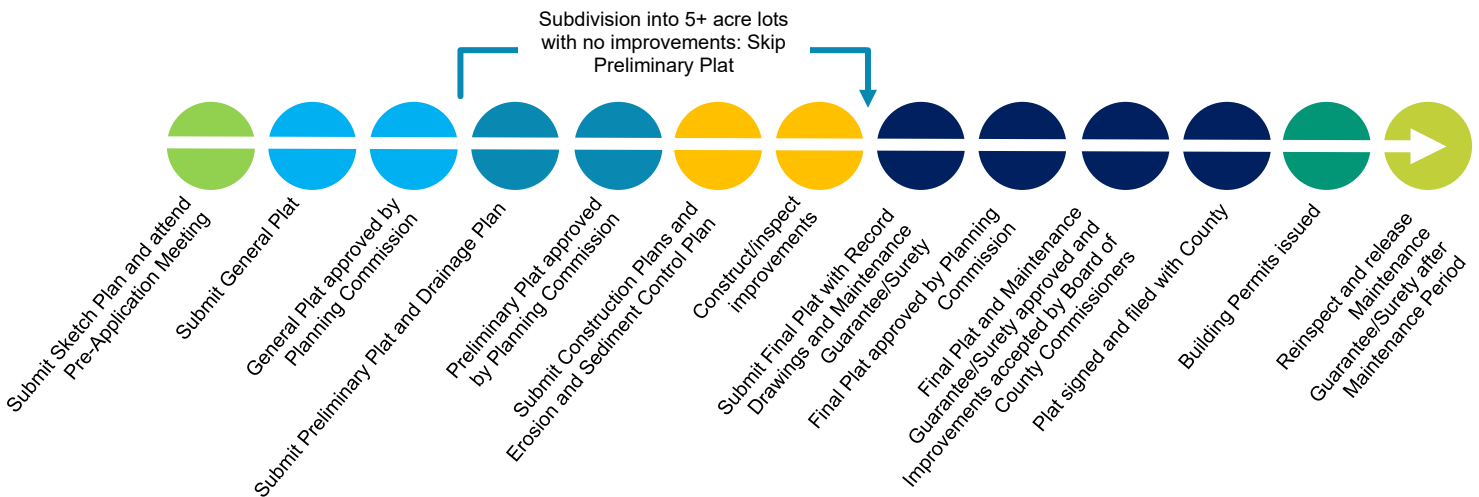 Subdivision into 5+ acre lots
with no improvements: Skip
Preliminary Plat
Submit Sketch Plan and attend
Pre-Application Meeting
Submit General Plat
General Plat approved by
Planning Commission
Submit Preliminary Plat and Drainage Plan
Preliminary Plat approved
by Planning Commission
Submit Construction Plans and
Erosion and Sediment Control Plan
Construct/inspect
improvements
Submit Final Plat with Record
Drawings and Maintenance
Guarantee/Surety
Final Plat approved by Planning
Commission
Final Plat and Maintenance
Guarantee/Surety approved and
Improvements accepted by Board of
County Commissioners
Plat signed and filed with County
Building Permits issued
Reinspect and release
Maintenance
Guarantee/Surety after
Maintenance Period